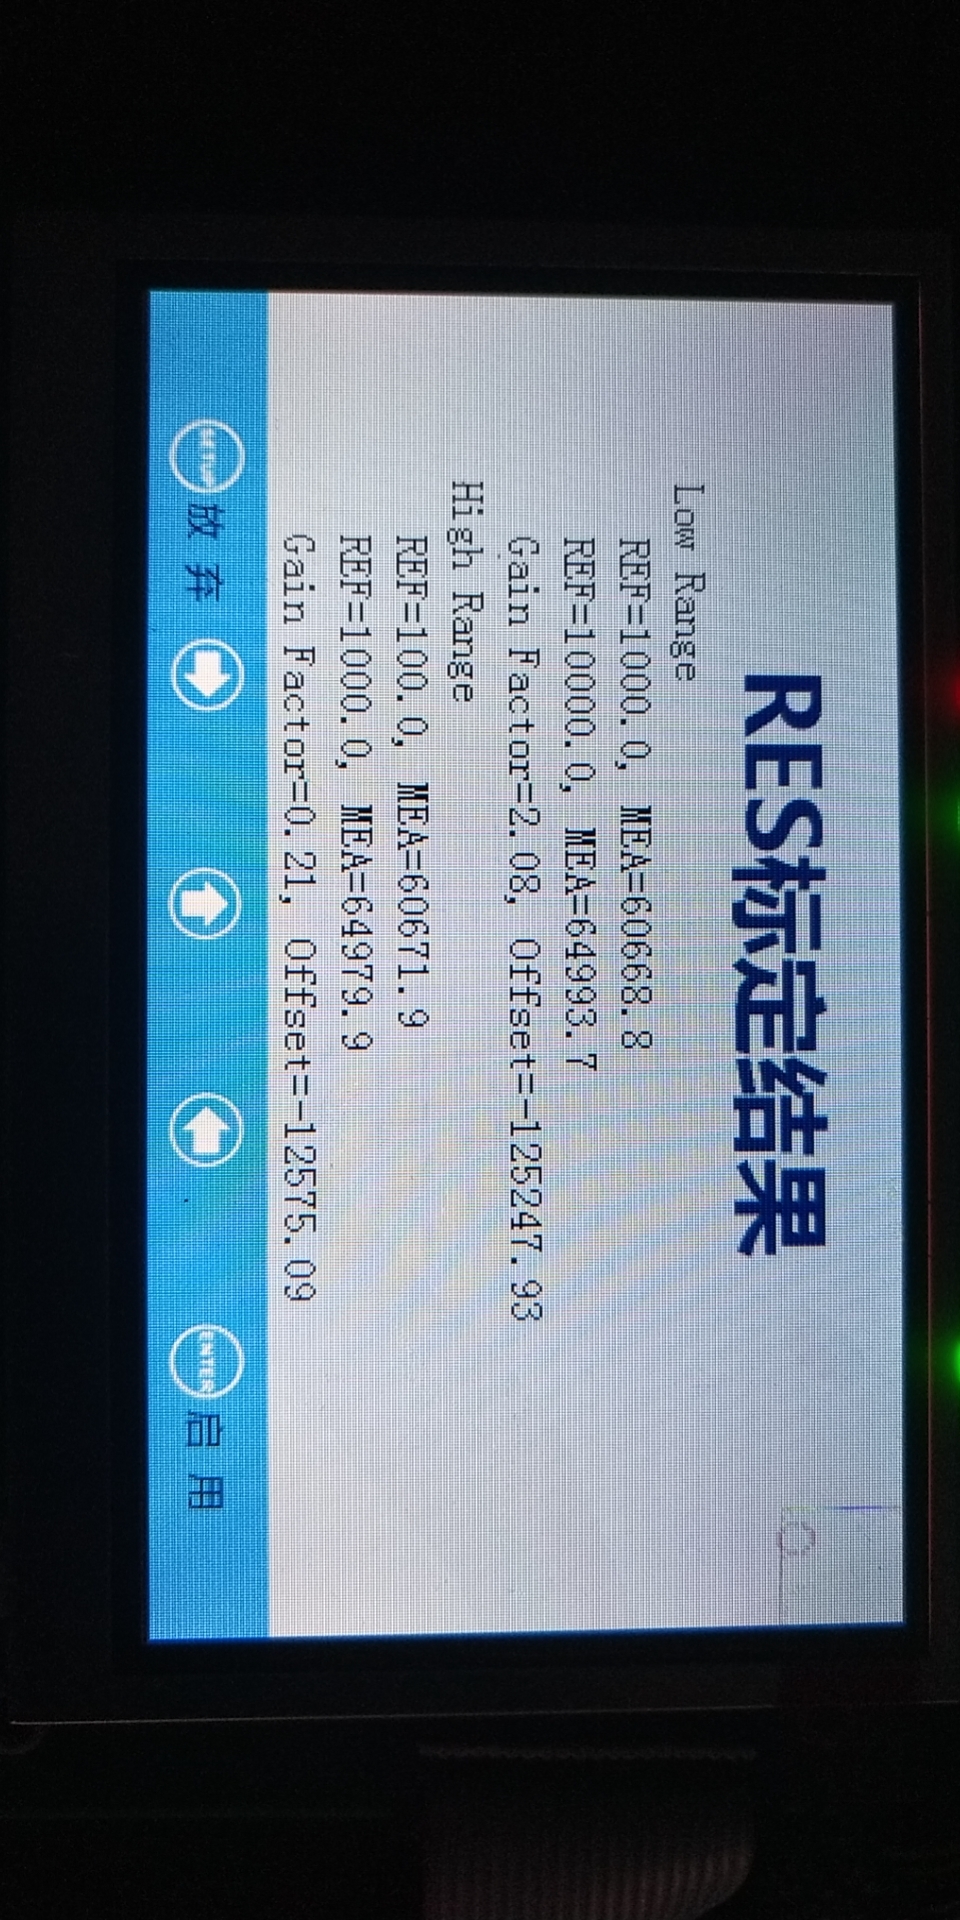 RES标定结果
Low Range
REF=1000.0, MEA=60668.8
REF=10000.0, MEA=64993.7
Gain Factor=2.08, Offset=-125247.93
High Range
REF=100.0, MEA=60671.9
REF=1000.0, MEA=64979.9
Gain Factor=0.21, Offset=-12575.09
SETUP 放弃 ENTER 启用